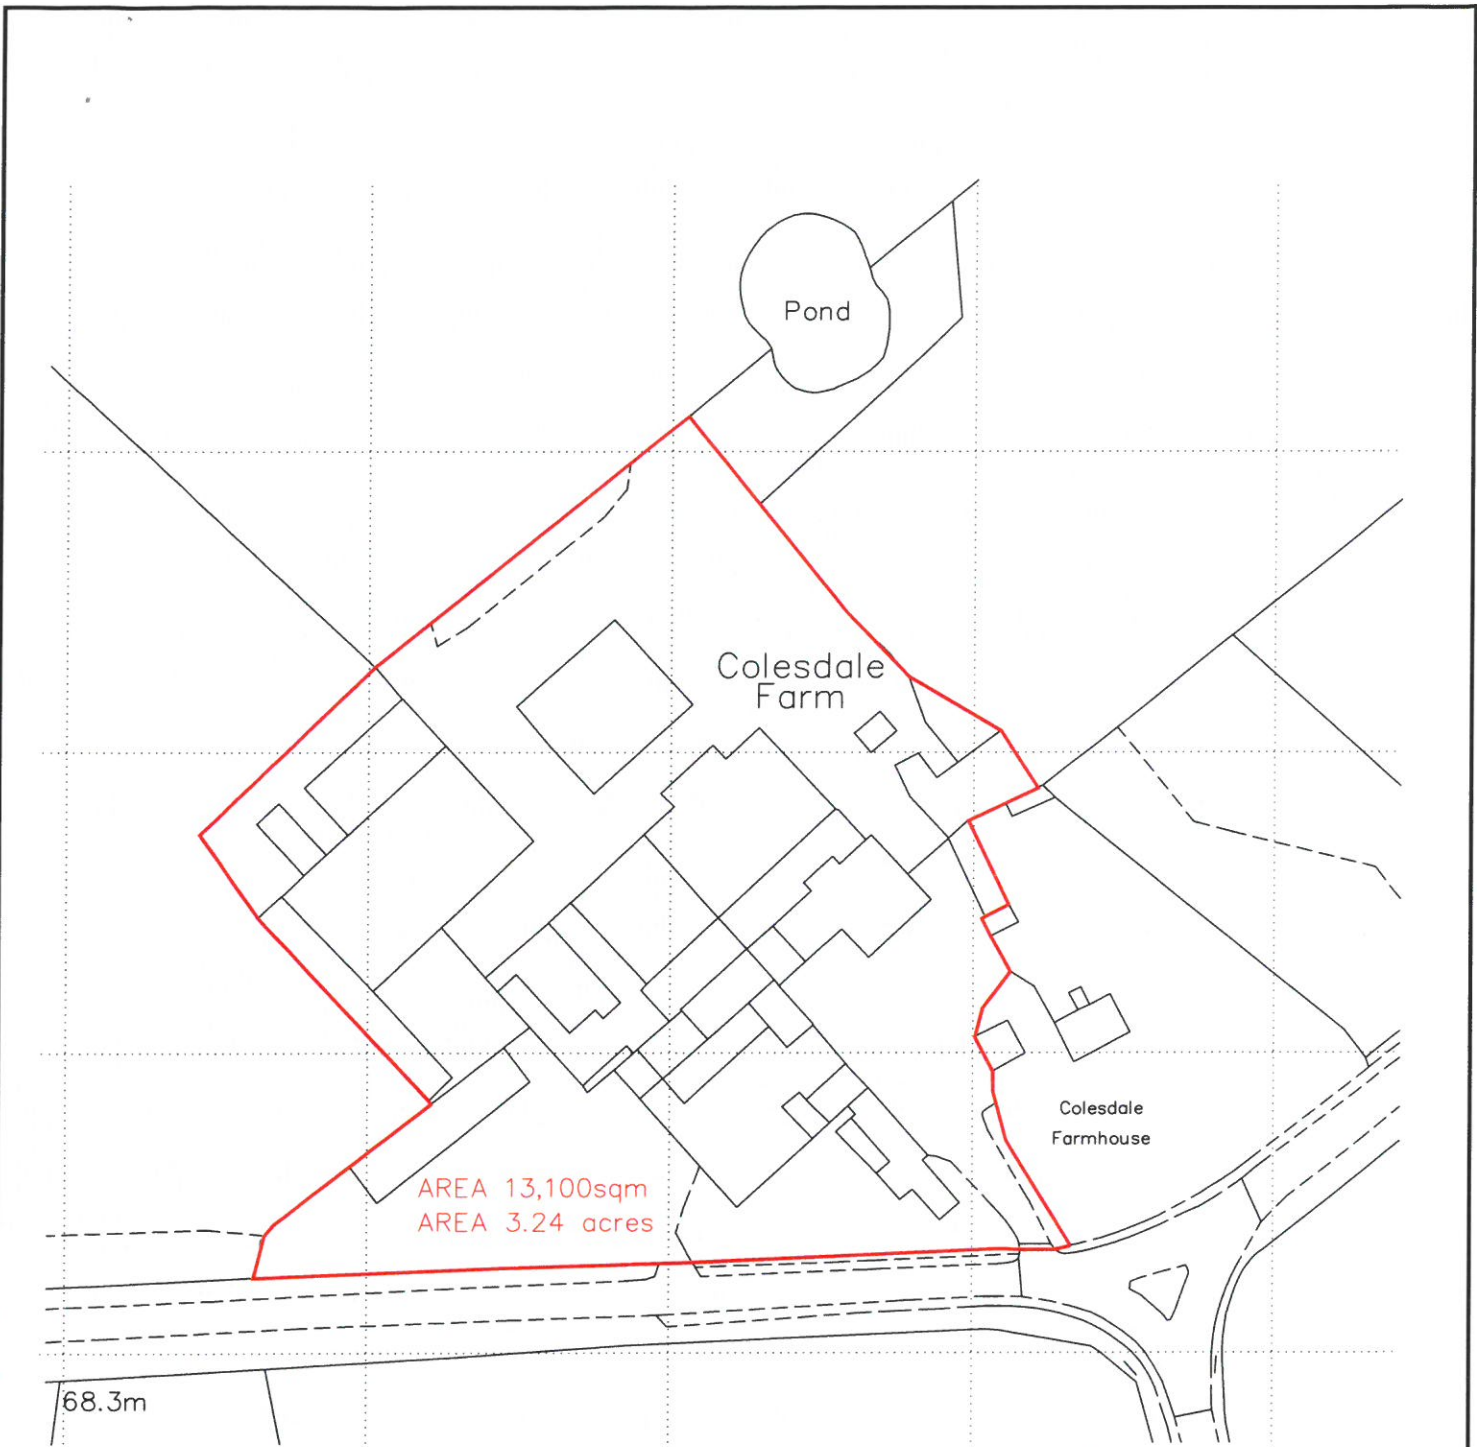 Pond
Colesdale
Farm
Colesdale
Farmhouse
AREA 13,100sqm
AREA 3.24 acres
68.3m